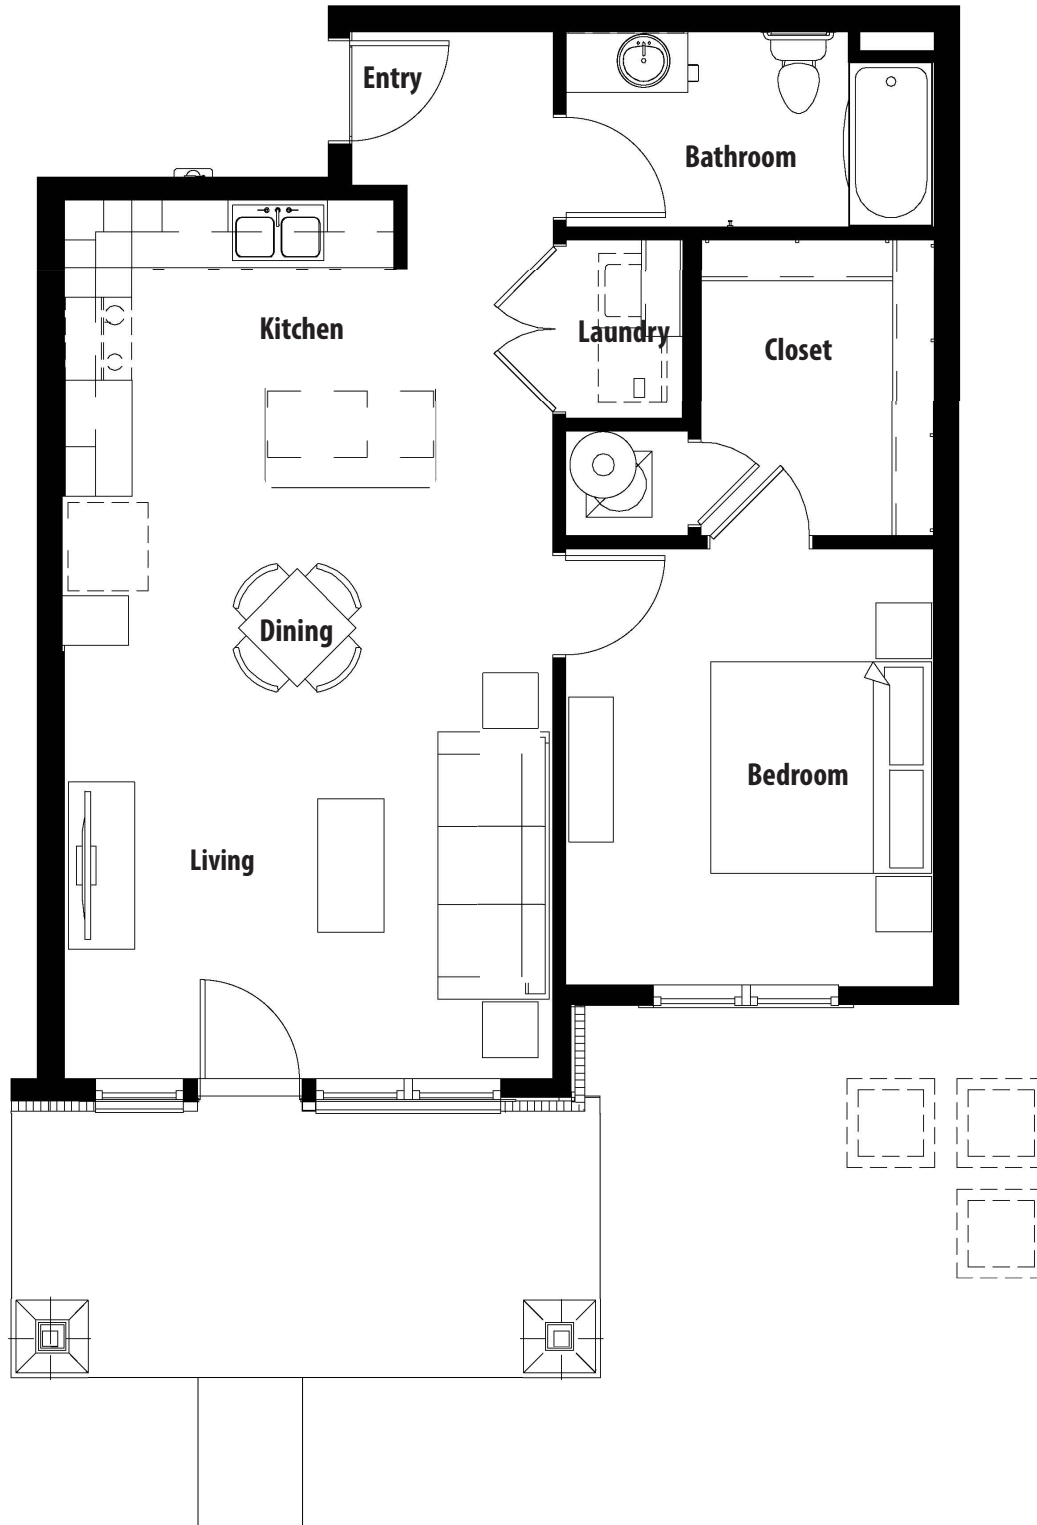 Entry
Bathroom
Kitchen
Laundry
Closet
Dining
Bedroom
Living